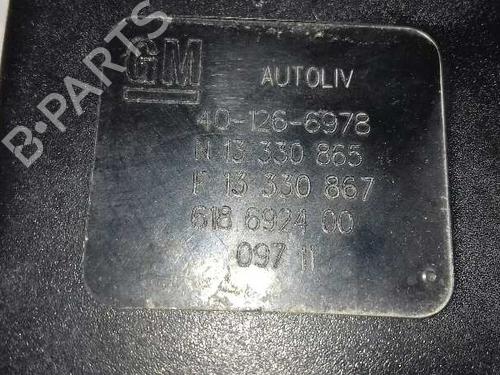 GM
AUTOLIV
40-126-6978
N 13 330 865
F 13 330 867
618 6924 00
097 11
B-PARTS